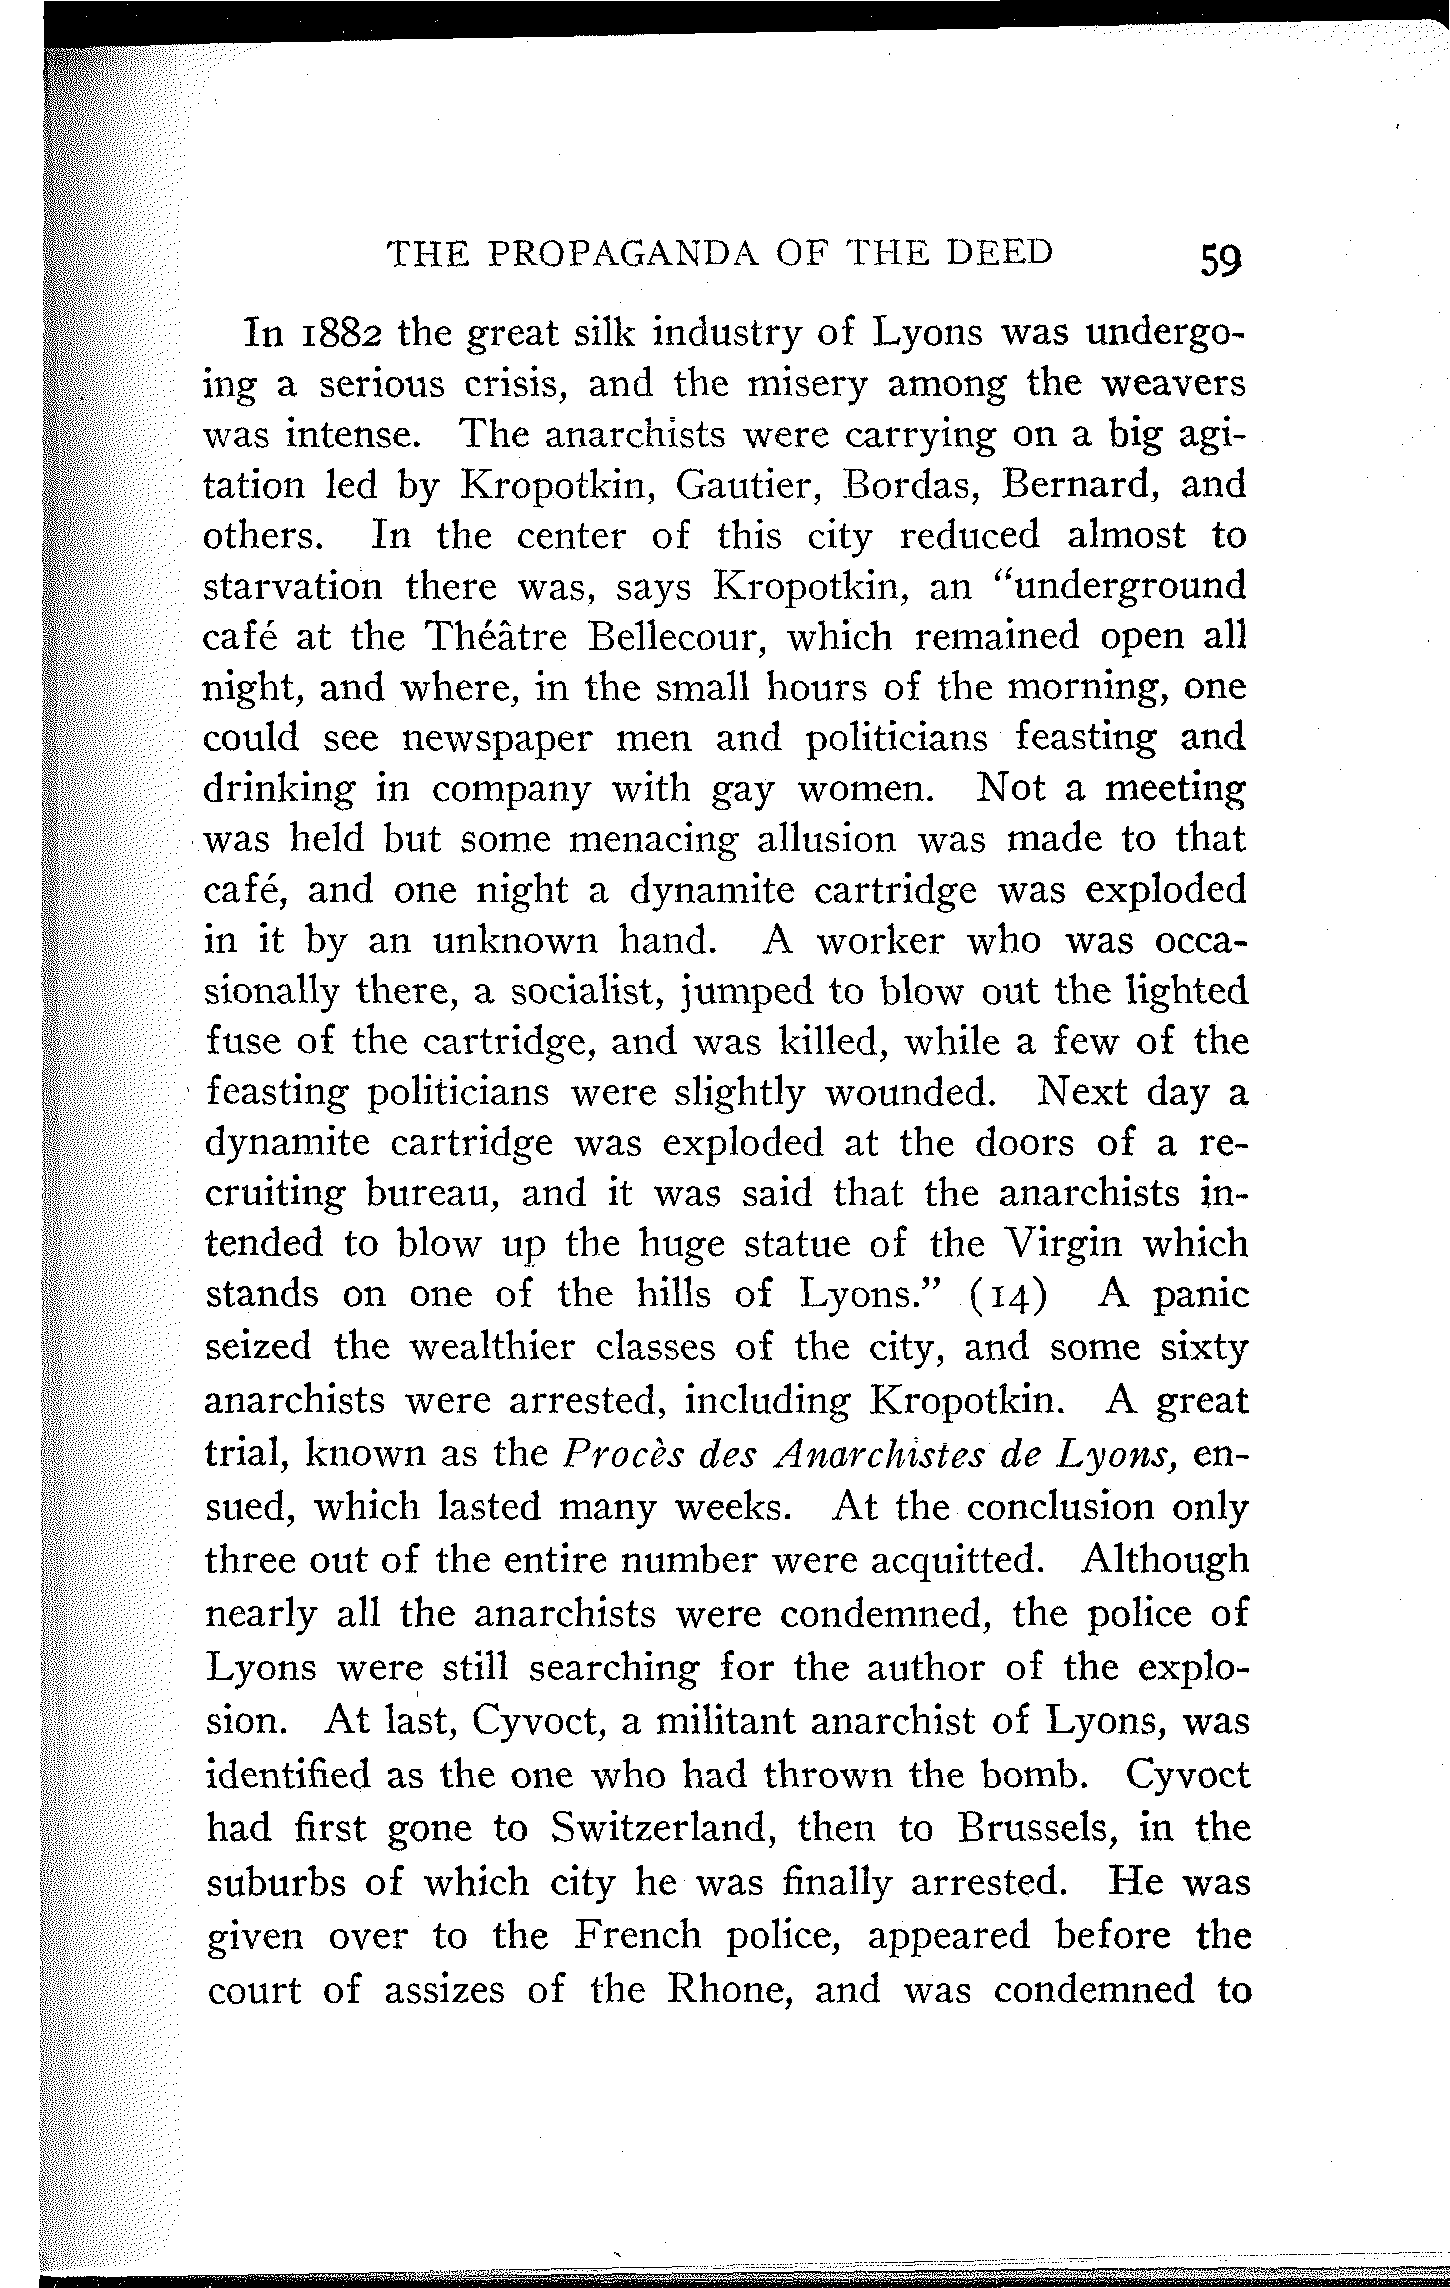 THE PROPAGANDA OF THE DEED 59
In 1882 the great silk industry of Lyons was undergo-
ing a serious crisis, and the misery among the weavers
was intense. The anarchists were carrying on a big agi-
tation led by Kropotkin, Gautier, Bordas, Bernard, and
others. In the center of this city reduced almost to
starvation there was, says Kropotkin, an “underground
café at the Théâtre Bellecour, which remained open all
night, and where, in the small hours of the morning, one
could see newspaper men and politicians feasting and
drinking in company with gay women. Not a meeting
was held but some menacing allusion was made to that
café, and one night a dynamite cartridge was exploded
in it by an unknown hand. A worker who was occa-
sionally there, a socialist, jumped to blow out the lighted
fuse of the cartridge, and was killed, while a few of the
feasting politicians were slightly wounded. Next day a
dynamite cartridge was exploded at the doors of a re-
cruiting bureau, and it was said that the anarchists in-
tended to blow up the huge statue of the Virgin which
stands on one of the hills of Lyons.” (14) A panic
seized the wealthier classes of the city, and some sixty
anarchists were arrested, including Kropotkin. A great
trial, known as the Procès des Anarchistes de Lyons, en-
sued, which lasted many weeks. At the conclusion only
three out of the entire number were acquitted. Although
nearly all the anarchists were condemned, the police of
Lyons were still searching for the author of the explo-
sion. At last, Cyvoct, a militant anarchist of Lyons, was
identified as the one who had thrown the bomb. Cyvoct
had first gone to Switzerland, then to Brussels, in the
suburbs of which city he was finally arrested. He was
given over to the French police, appeared before the
court of assizes of the Rhone, and was condemned to